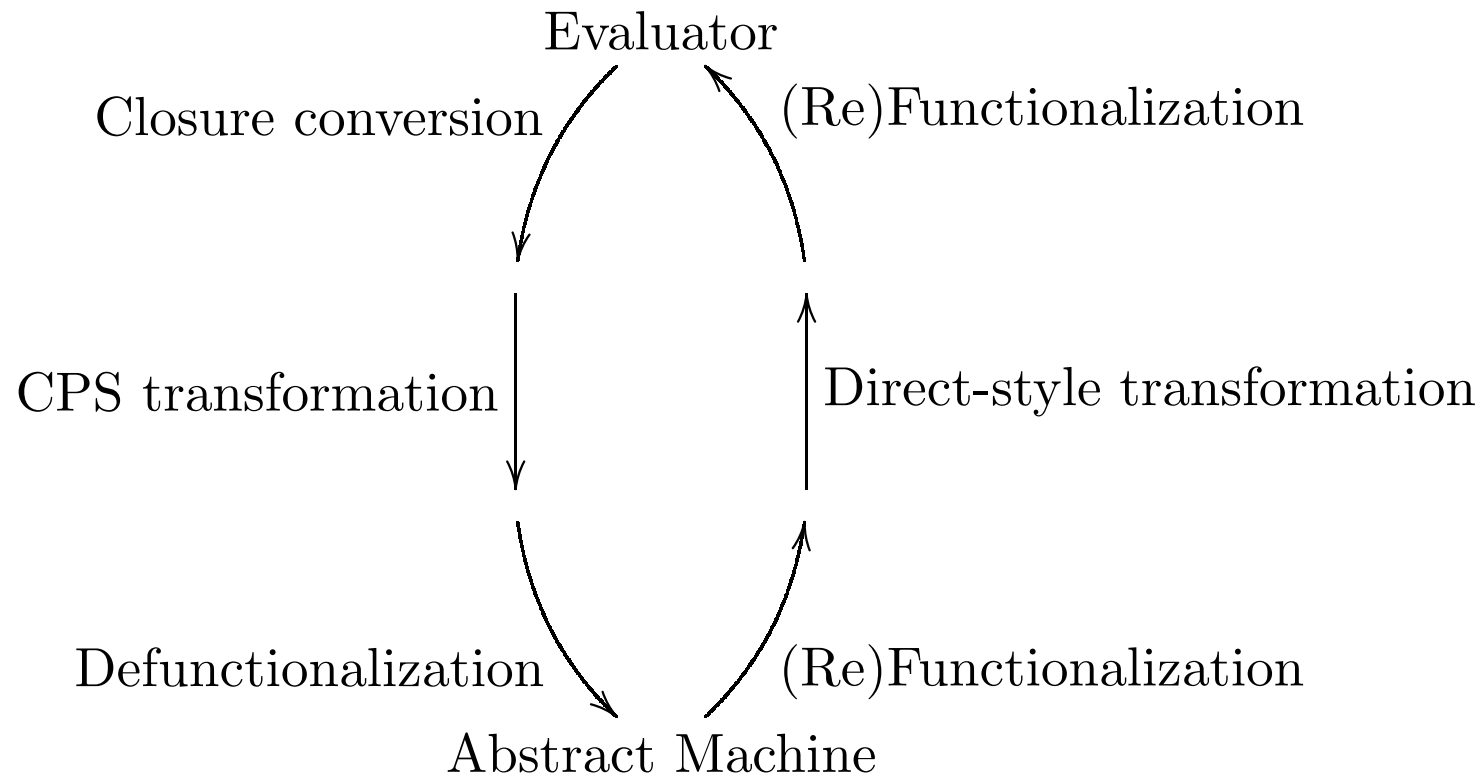 Evaluator
Closure conversion
(Re)Functionalization
CPS transformation
Direct-style transformation
Defunctionalization
(Re)Functionalization
Abstract Machine